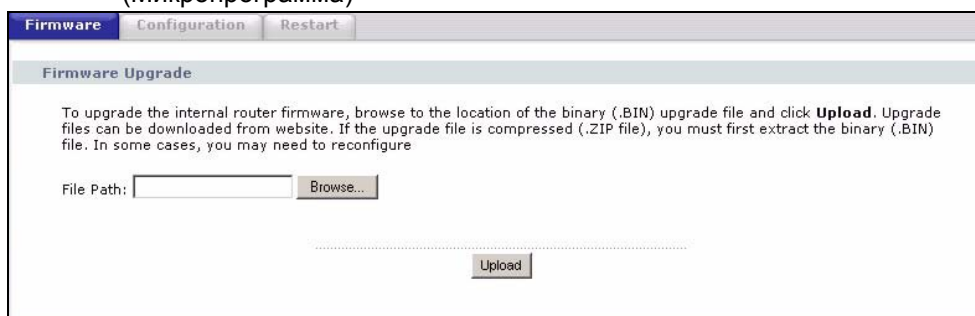 (Микропрограмма)
Firmware Configuration Restart
Firmware Upgrade
To upgrade the internal router firmware, browse to the location of the binary (.BIN) upgrade file and click Upload. Upgrade
files can be downloaded from website. If the upgrade file is compressed (.ZIP file), you must first extract the binary (.BIN)
file. In some cases, you may need to reconfigure
File Path: Browse...
Upload